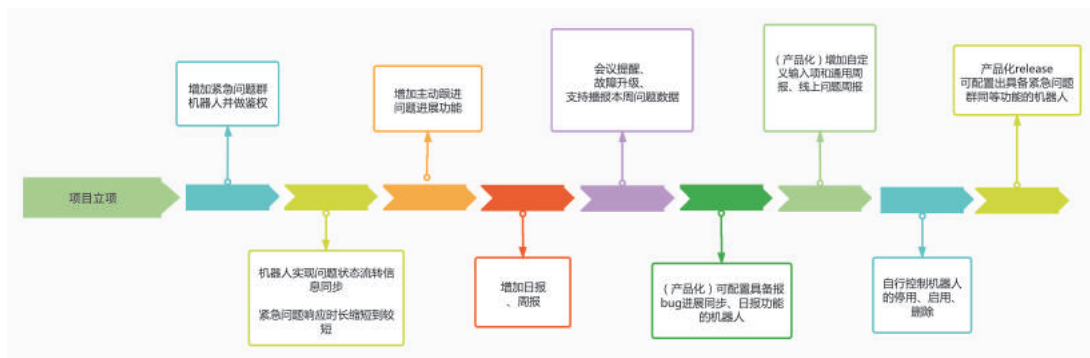 项目立项
增加紧急问题群
机器人并做鉴权
机器人实现问题状态流转信
息同步
紧急问题响应时长缩短到较
短
增加主动跟进
问题进展功能
增加日报
、周报
会议提醒、
故障升级、
支持播报本周问题数据
（产品化）可配置具备报
bug进展同步、日报功能
的机器人
（产品化）增加自定
义输入项和通用周
报、线上问题周报
自行控制机器人
的停用、启用、
删除
产品化release
可配置出具备紧急问题
群同等功能的机器人